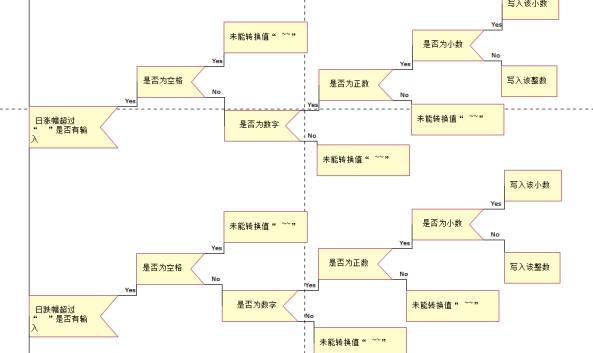 写入该小数
Yes
未能转换值“ ~~”
是否为小数
No
Yes
Yes
是否为空格
是否为正数
写入该整数
No
No
Yes
Yes
日涨幅超过
“ ”是否有输
入
是否为数字
未能转换值“ ~~”
No
未能转换值“ ~~”
写入该小数
Yes
未能转换值“ ~~”
是否为小数
No
Yes
Yes
是否为空格
是否为正数
写入该整数
No
No
Yes
Yes
日跌幅超过
“ ”是否有输
入
是否为数字
未能转换值“ ~~”
No
未能转换值“ ~~”